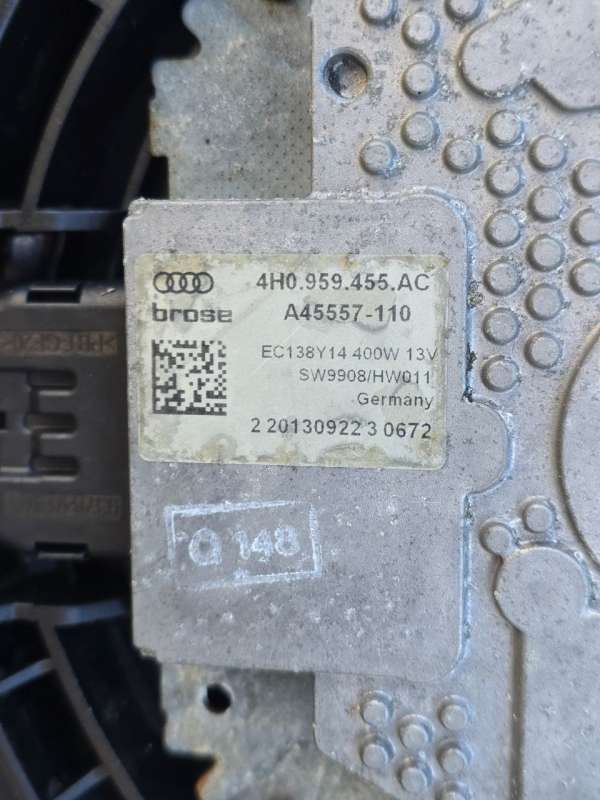 4H0.959.455.AC
brose A45557-110
EC138Y14 400W 13V
SW9908/HW011
Germany
2 20130922 3 0672
Q 148